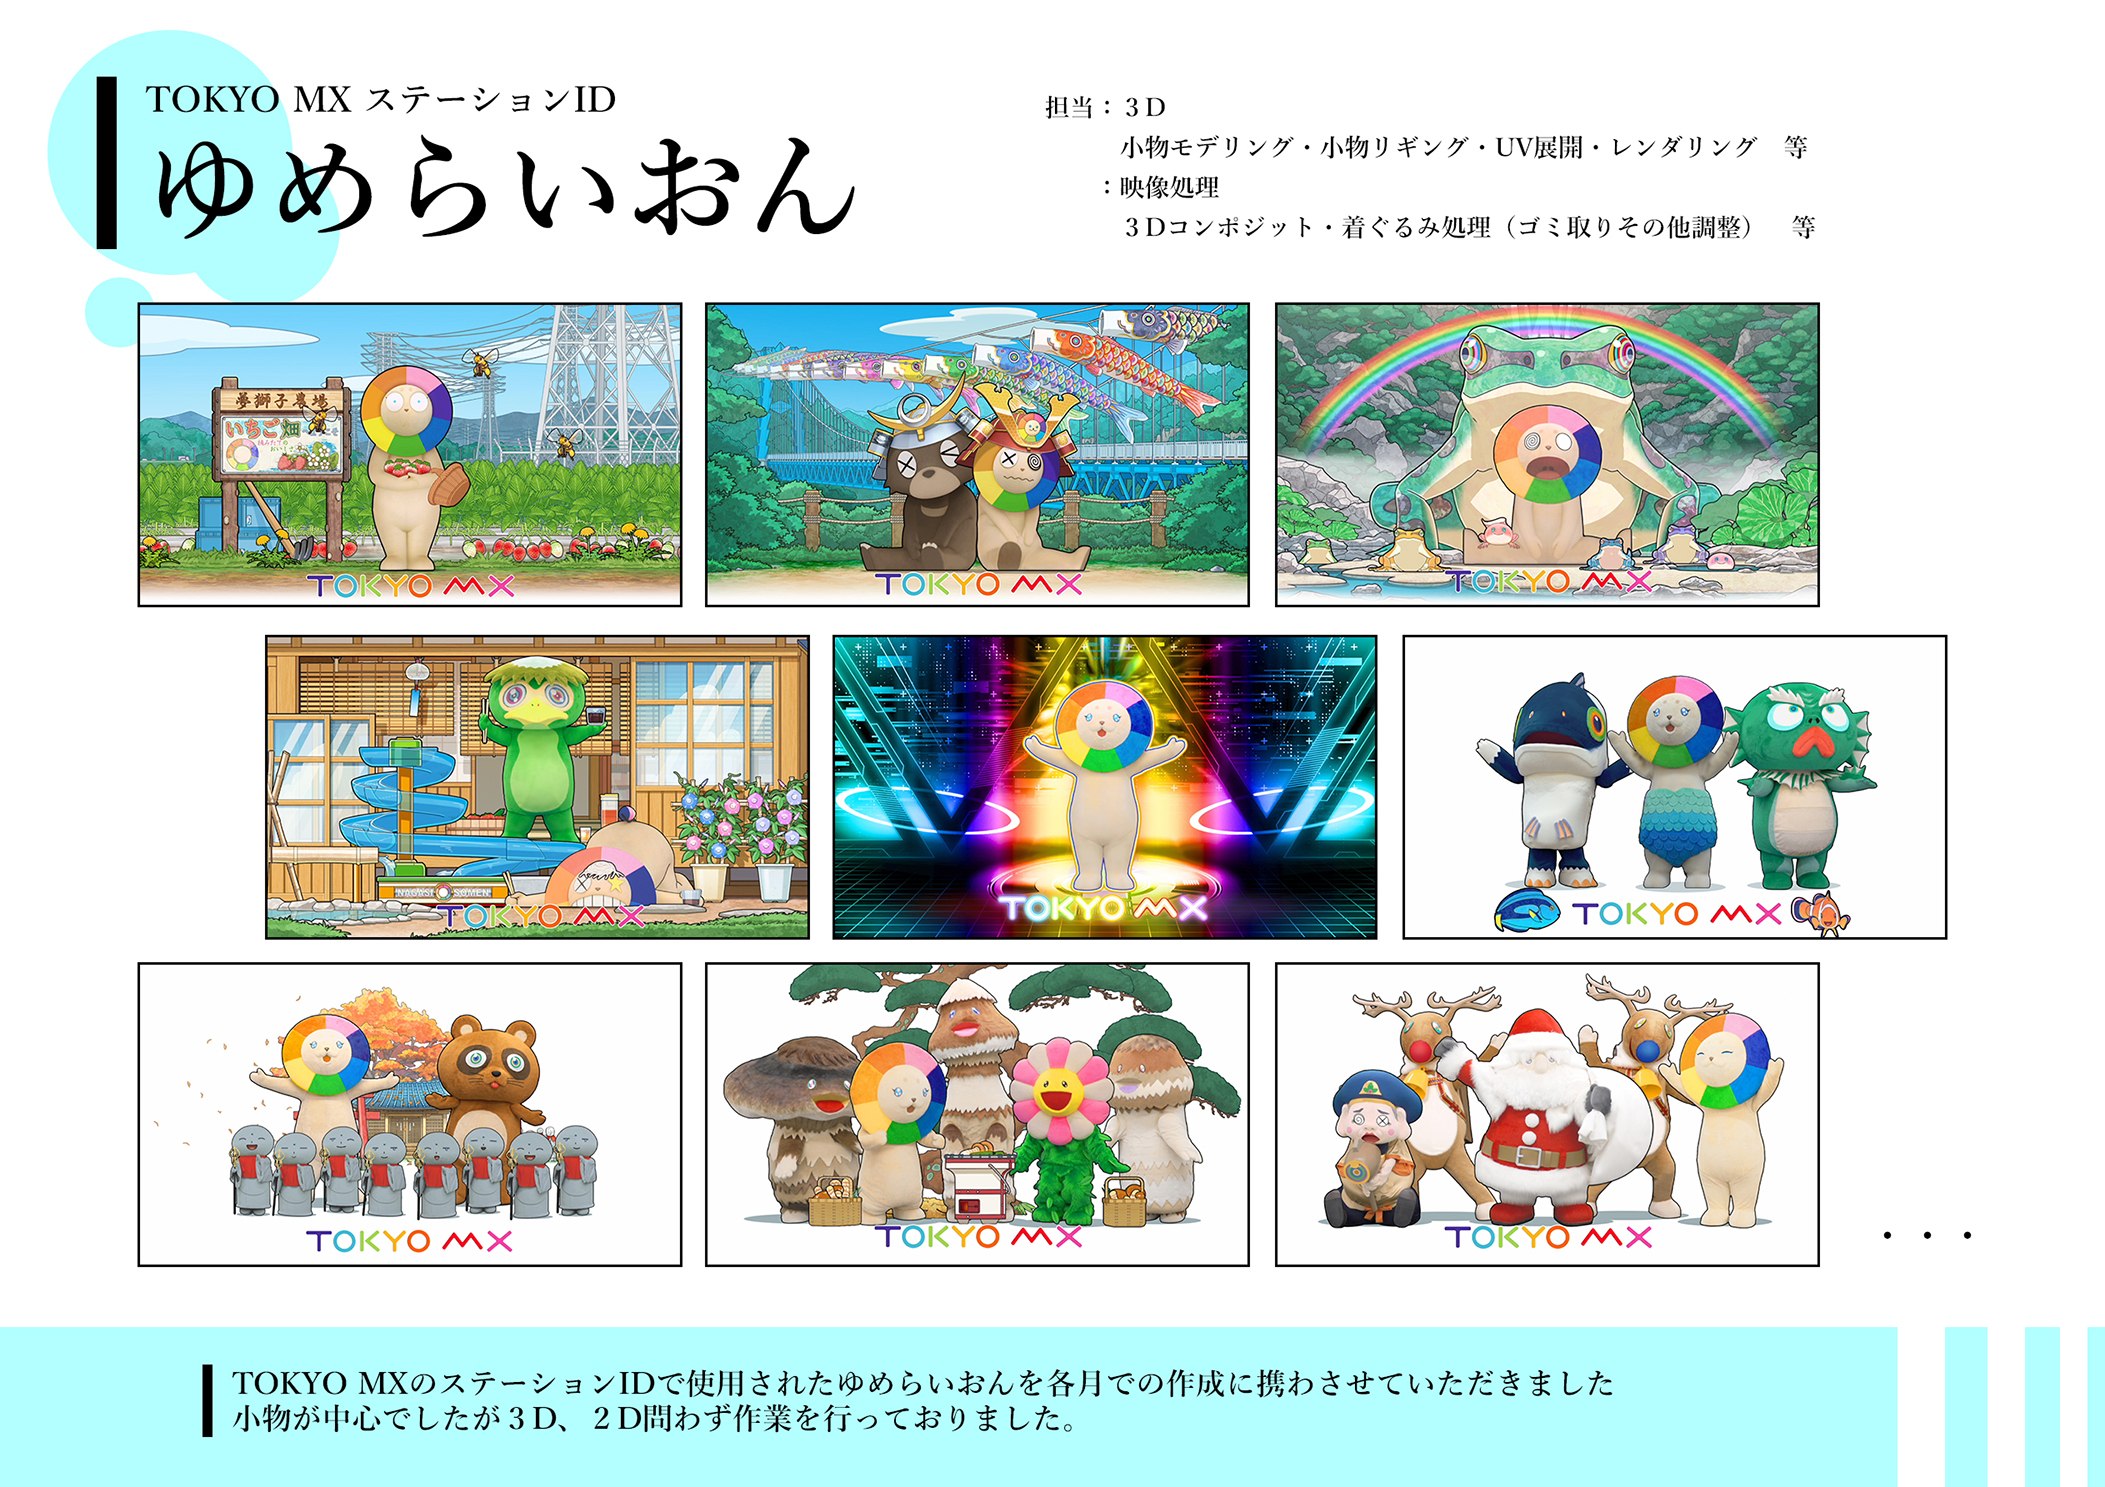 TOKYO MX ステーションID
ゆめらいおん
担当：３D
小物モデリング・小物リギング・UV展開・レンダリング　等
：映像処理
３Dコンポジット・着ぐるみ処理（ゴミ取りその他調整）　等
夢獅子農場
いちご畑
TOKYO MX
TOKYO MX
TOKYO MX
NAGASI SOMEN
TOKYO MX
TOKYO MX
TOKYO MX
TOKYO MX
TOKYO MX
TOKYO MX
・・・
TOKYO MXのステーションIDで使用されたゆめらいおんを各月での作成に携わさせていただきました
小物が中心でしたが３D、２D問わず作業を行っておりました。